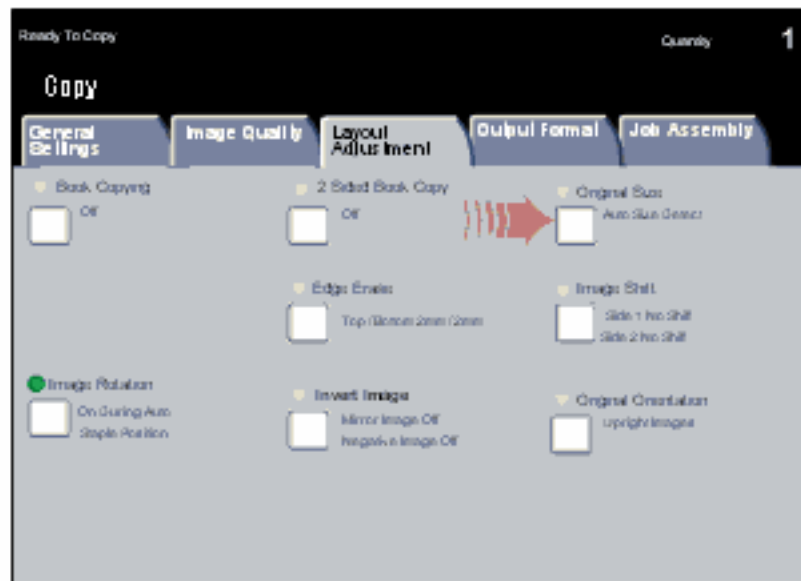 Ready To Copy
Quantity 1
Copy
General Settings
Image Quality
Layout Adjustment
Output Format
Job Assembly
Book Copying
Off
2 Sided Book Copy
Off
Original Size
Auto Size Detect
Edge Erase
Top/Bottom 2mm/2mm
Image Shift
Side 1 No Shift
Side 2 No Shift
Image Rotation
On During Auto
Staple Position
Invert Image
Mirror Image Off
Negative Image Off
Original Orientation
Upright Images